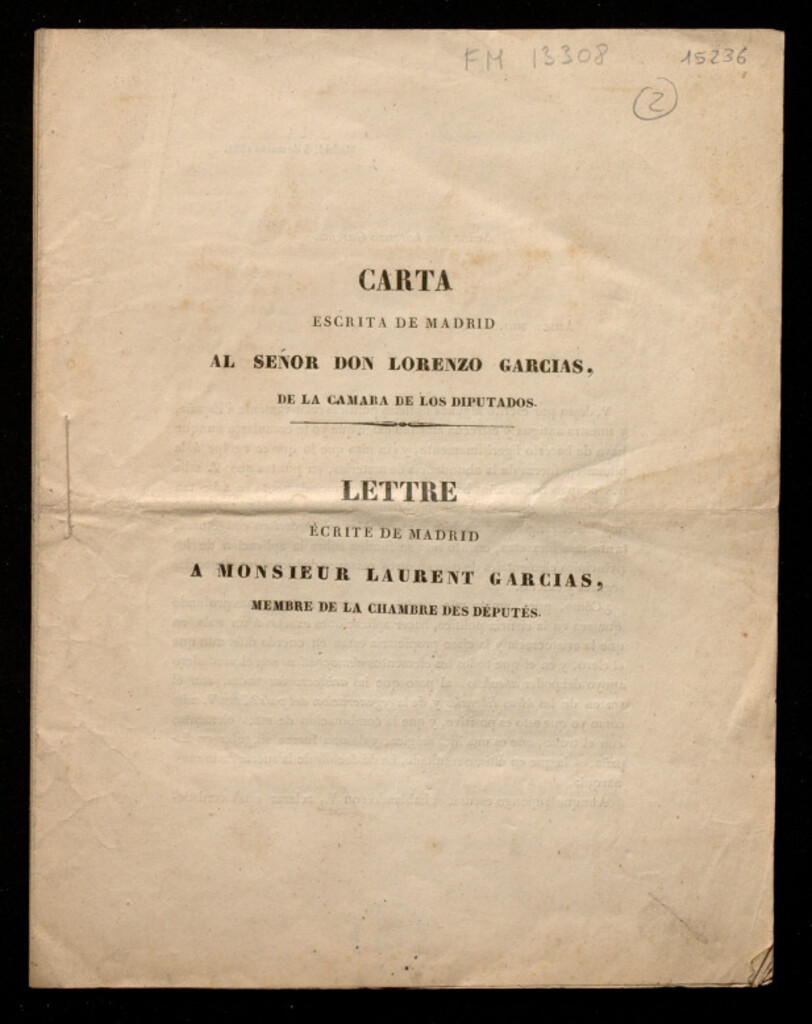 FM 13308
15236
2
CARTA
ESCRITA DE MADRID
AL SEÑOR DON LORENZO GARCIAS,
DE LA CAMARA DE LOS DIPUTADOS.
LETTRE
ÉCRITE DE MADRID
A MONSIEUR LAURENT GARCIAS,
MEMBRE DE LA CHAMBRE DES DÉPUTÉS.